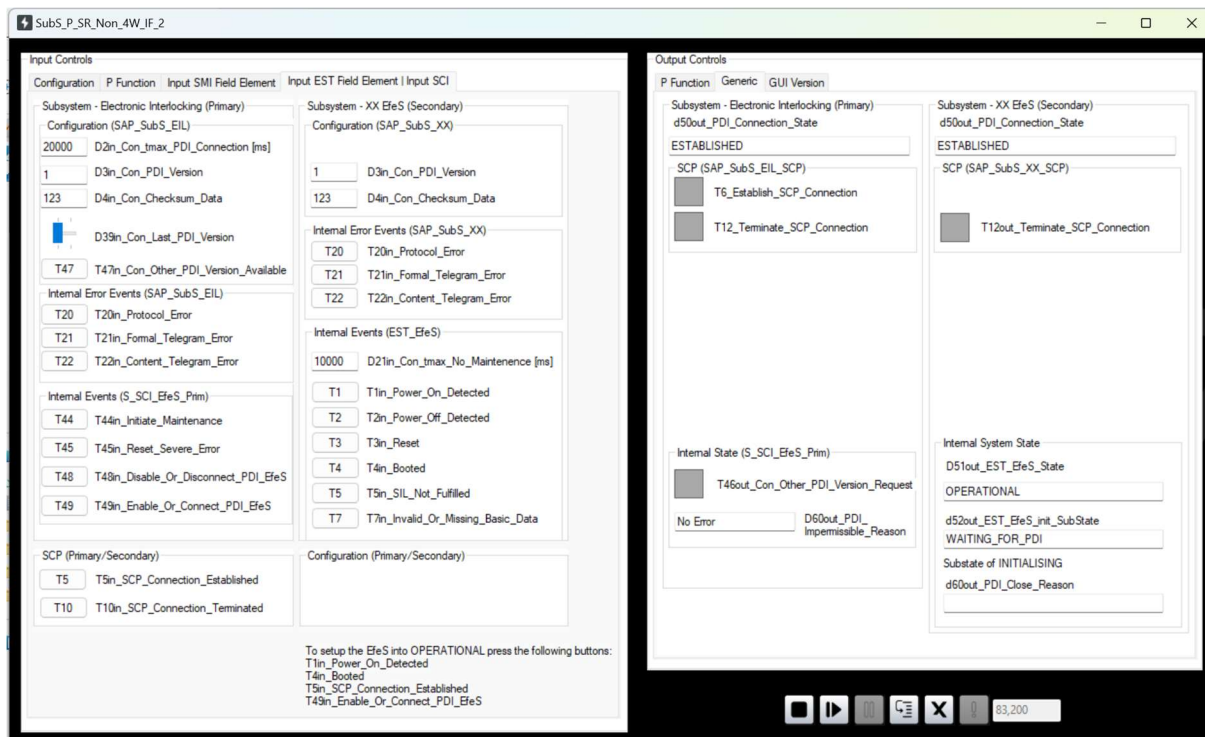 SubS_P_SR_Non_4W_IF_2
Input Controls
Configuration
P Function
Input SMI Field Element
Input EST Field Element | Input SCI
Subsystem - Electronic Interlocking (Primary)
Configuration (SAP_SubS_EIL)
20000 D2in_Con_tmax_PDI_Connection [ms]
1 D3in_Con_PDI_Version
123 D4in_Con_Checksum_Data
D39in_Con_Last_PDI_Version
T47 T47in_Con_Other_PDI_Version_Available
Internal Error Events (SAP_SubS_EIL)
T20 T20in_Protocol_Error
T21 T21in_Formal_Telegram_Error
T22 T22in_Content_Telegram_Error
Internal Events (S_SCI_EfeS_Prim)
T44 T44in_Initiate_Maintenance
T45 T45in_Reset_Severe_Error
T48 T48in_Disable_Or_Disconnect_PDI_EfeS
T49 T49in_Enable_Or_Connect_PDI_EfeS
SCP (Primary/Secondary)
T5 T5in_SCP_Connection_Established
T10 T10in_SCP_Connection_Terminated
Subsystem - XX EfeS (Secondary)
Configuration (SAP_SubS_XX)
1 D3in_Con_PDI_Version
123 D4in_Con_Checksum_Data
Internal Error Events (SAP_SubS_XX)
T20 T20in_Protocol_Error
T21 T21in_Formal_Telegram_Error
T22 T22in_Content_Telegram_Error
Internal Events (EST_EfeS)
10000 D21in_Con_tmax_No_Maintenence [ms]
T1 T1in_Power_On_Detected
T2 T2in_Power_Off_Detected
T3 T3in_Reset
T4 T4in_Booted
T5 T5in_SIL_Not_Fulfilled
T7 T7in_Invalid_Or_Missing_Basic_Data
Configuration (Primary/Secondary)
To setup the EfeS into OPERATIONAL press the following buttons:
T1in_Power_On_Detected
T4in_Booted
T5in_SCP_Connection_Established
T49in_Enable_Or_Connect_PDI_EfeS
Output Controls
P Function
Generic
GUI Version
Subsystem - Electronic Interlocking (Primary)
d50out_PDI_Connection_State
ESTABLISHED
SCP (SAP_SubS_EIL_SCP)
T6_Establish_SCP_Connection
T12_Terminate_SCP_Connection
Internal State (S_SCI_EfeS_Prim)
T46out_Con_Other_PDI_Version_Request
No Error D60out_PDI_
Impermissible_Reason
Subsystem - XX EfeS (Secondary)
d50out_PDI_Connection_State
ESTABLISHED
SCP (SAP_SubS_XX_SCP)
T12out_Terminate_SCP_Connection
Internal System State
D51out_EST_EfeS_State
OPERATIONAL
d52out_EST_EfeS_init_SubState
WAITING_FOR_PDI
Substate of INITIALISING
d60out_PDI_Close_Reason
83,200